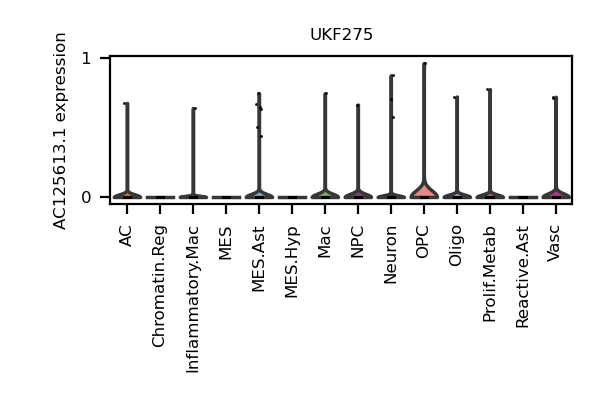 UKF275
AC125613.1 expression
1
0
AC
Chromatin.Reg
Inflammatory.Mac
MES
MES.Ast
MES.Hyp
Mac
NPC
Neuron
OPC
Oligo
Prolif.Metab
Reactive.Ast
Vasc